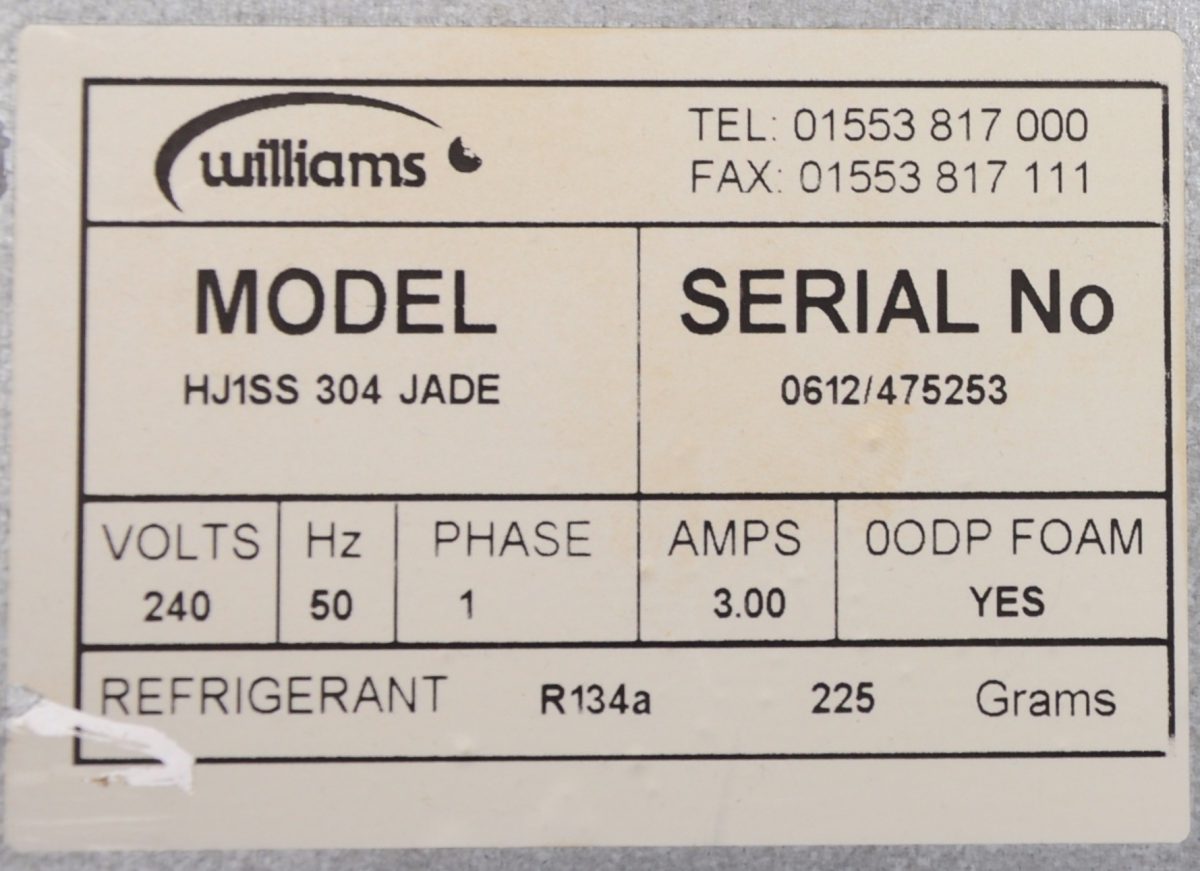 williams
TEL: 01553 817 000
FAX: 01553 817 111
MODEL
HJ1SS 304 JADE
SERIAL No
0612/475253
VOLTS Hz PHASE AMPS 0ODP FOAM
240 50 1 3.00 YES
REFRIGERANT R134a 225 Grams